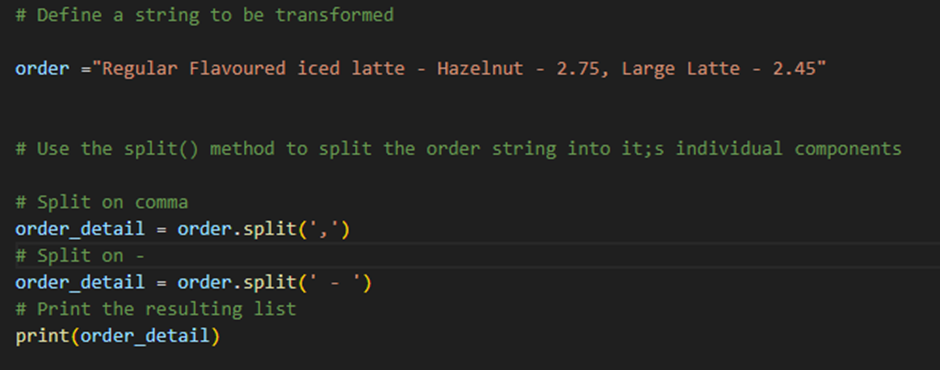 # Define a string to be transformed
order ="Regular Flavoured iced latte - Hazelnut - 2.75, Large Latte - 2.45"
# Use the split() method to split the order string into it;s individual components
# Split on comma
order_detail = order.split(',')
# Split on -
order_detail = order.split(' - ')
# Print the resulting list
print(order_detail)